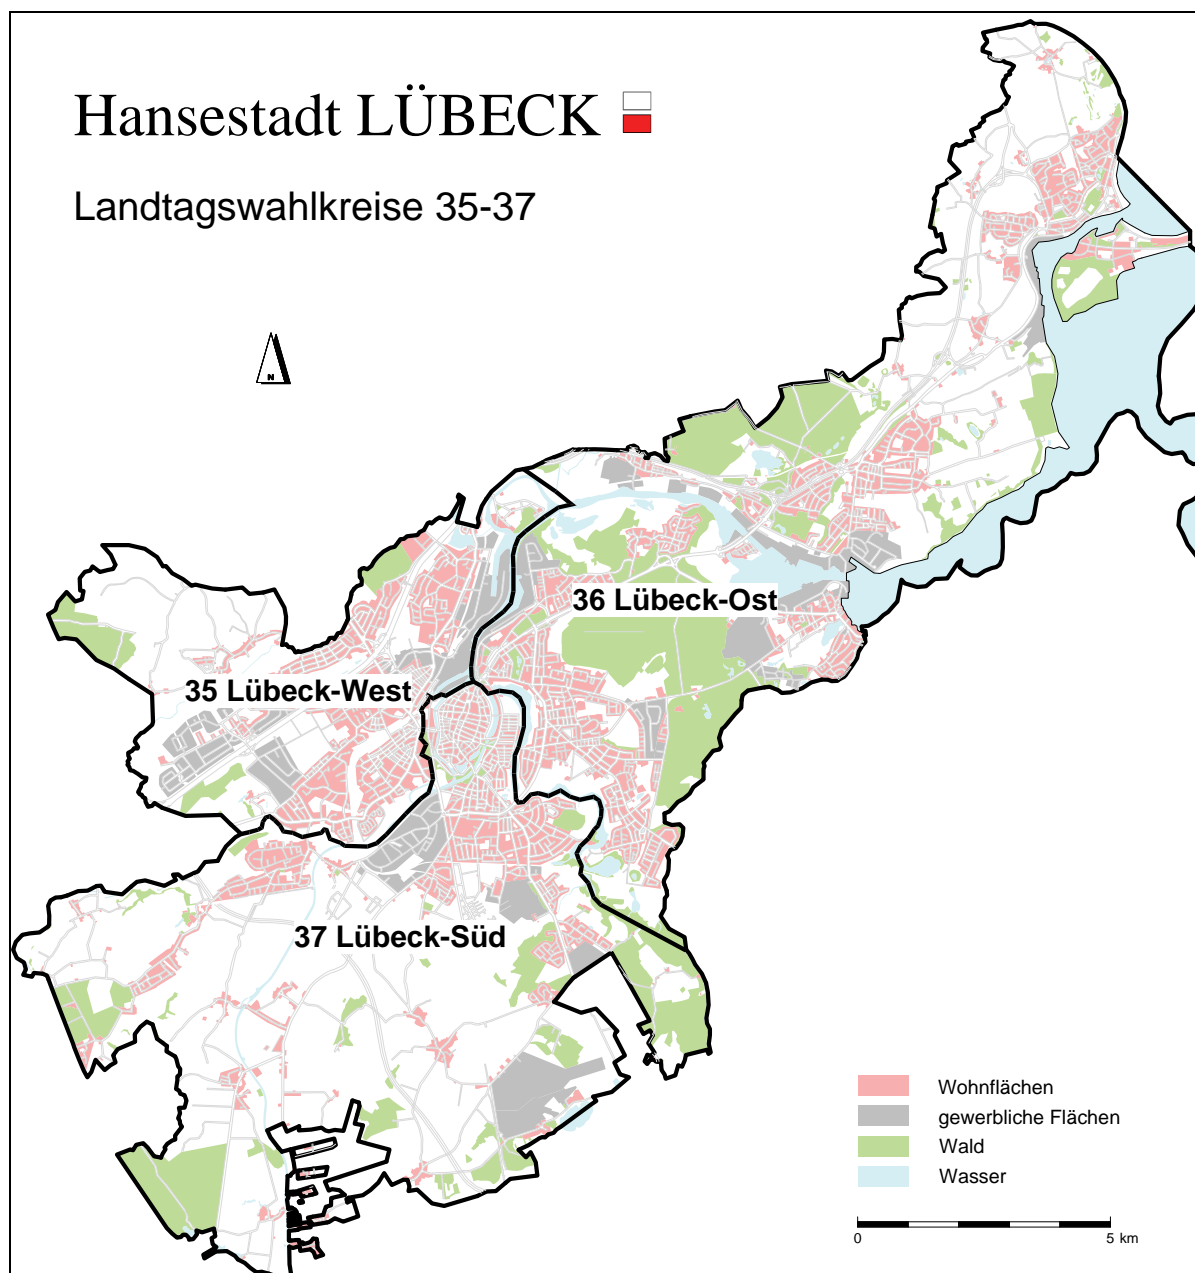 Hansestadt LÜBECK
Landtagswahlkreise 35-37
N
36 Lübeck-Ost
35 Lübeck-West
37 Lübeck-Süd
Wohnflächen
gewerbliche Flächen
Wald
Wasser
0 5 km